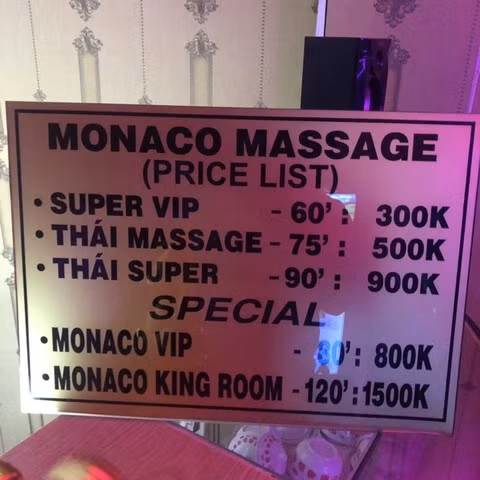 MONACO MASSAGE
(PRICE LIST)
• SUPER VIP - 60': 300K
• THÁI MASSAGE - 75': 500K
• THÁI SUPER - 90': 900K
SPECIAL
• MONACO VIP - : 800K
• MONACO KING ROOM - 120': 1500K